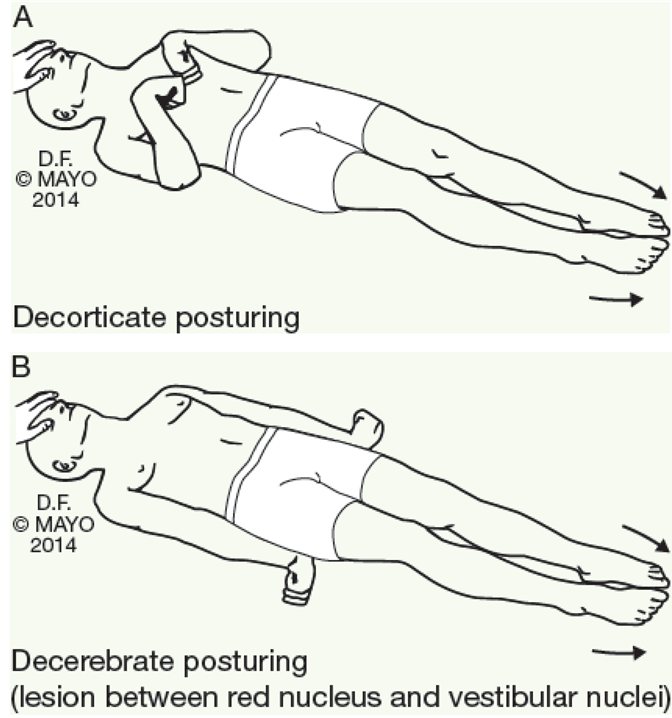 A
D.F.
© MAYO
2014
Decorticate posturing
B
D.F.
© MAYO
2014
Decerebrate posturing
(lesion between red nucleus and vestibular nuclei)